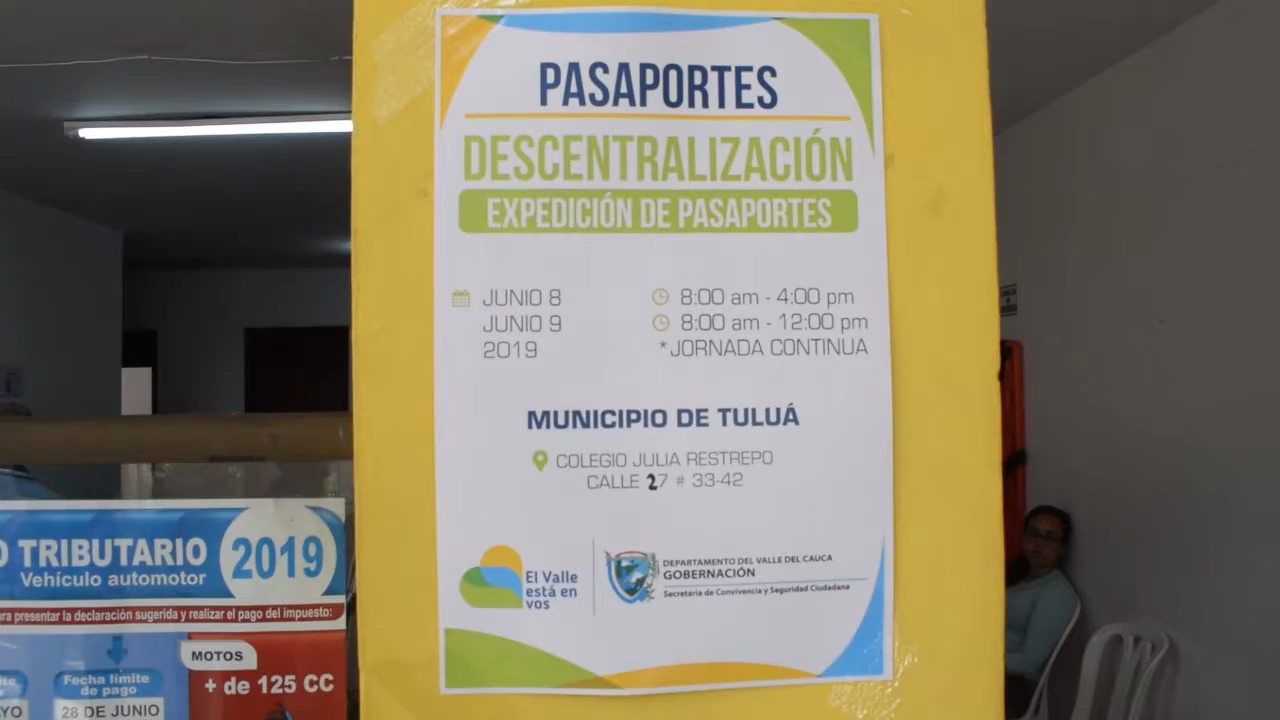 PASAPORTES
DESCENTRALIZACIÓN
EXPEDICIÓN DE PASAPORTES
JUNIO 8
8:00 am - 4:00 pm
JUNIO 9
8:00 am - 12:00 pm
2019
*JORNADA CONTINUA
MUNICIPIO DE TULUÁ
COLEGIO JULIA RESTREPO
CALLE 27 # 33-42
El Valle
está en
vos
DEPARTAMENTO DEL VALLE DEL CAUCA
GOBERNACIÓN
Secretaria de Convivencia y Seguridad Ciudadana
O TRIBUTARIO 2019
Vehículo automotor
ra presentar la declaración sugerida y realizar el pago del impuesto:
Fecha límite
de pago
28 DE JUNIO
YO
MOTOS
+ de 125 CC